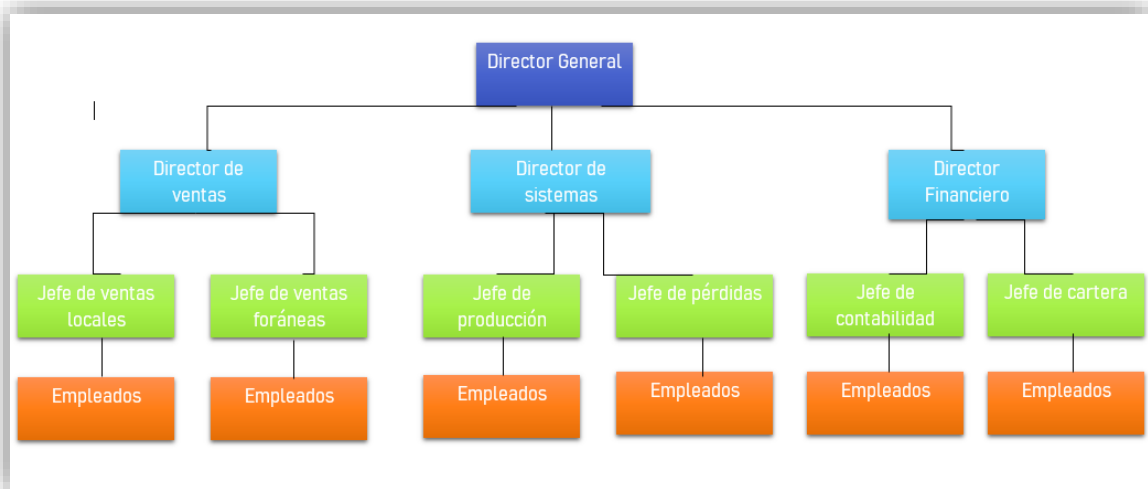 Director General
Director de
ventas
Director de
sistemas
Director
Financiero
Jefe de ventas
locales
Jefe de ventas
foráneas
Jefe de
producción
Jefe de pérdidas
Jefe de
contabilidad
Jefe de cartera
Empleados
Empleados
Empleados
Empleados
Empleados
Empleados